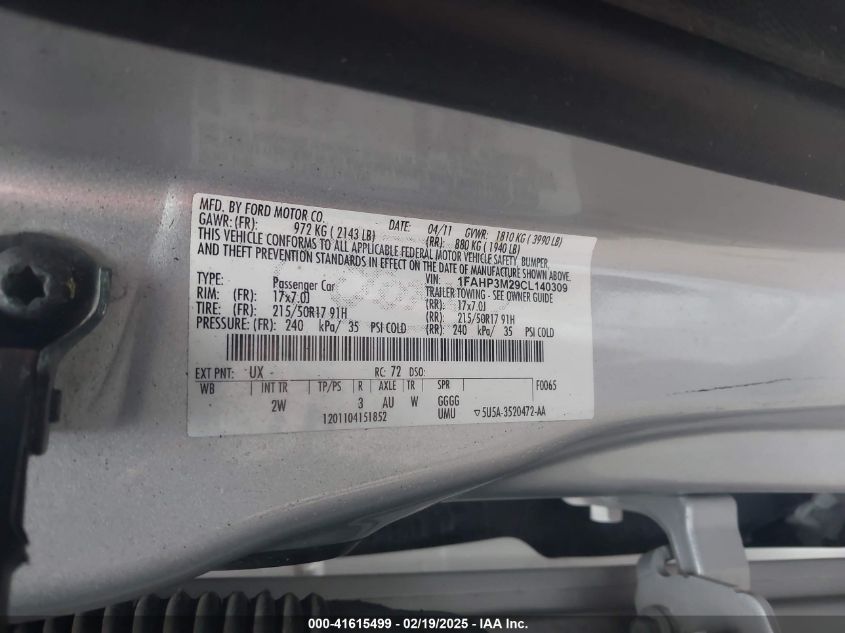 MFD. BY FORD MOTOR CO.
DATE: 04/11 GVWR: 1810 KG ( 3990 LB)
GAWR: (FR): 972 KG ( 2143 LB) (RR): 880 KG ( 1940 LB)
THIS VEHICLE CONFORMS TO ALL APPLICABLE FEDERAL MOTOR VEHICLE SAFETY, BUMPER,
AND THEFT PREVENTION STANDARDS IN EFFECT ON THE DATE OF MANUFACTURE SHOWN ABOVE.
VIN: 1FAHP3M29CL140309
TYPE: Passenger Car TRAILER TOWING - SEE OWNER GUIDE
RIM: (FR): 17x7.0J (RR): 17x7.0J
TIRE: (FR): 215/50R17 91H (RR): 215/50R17 91H
PRESSURE: (FR): 240 kPa/ 35 PSI COLD (RR): 240 kPa/ 35 PSI COLD
EXT PNT: UX - RC: 72 DSO:
WB INT TR TP/PS R AXLE TR SPR F0065
2W 3 AU W GGGG
1201104151852 UMU ▽5U5A-3520472-AA
000-41615499 - 02/19/2025 - IAA Inc.